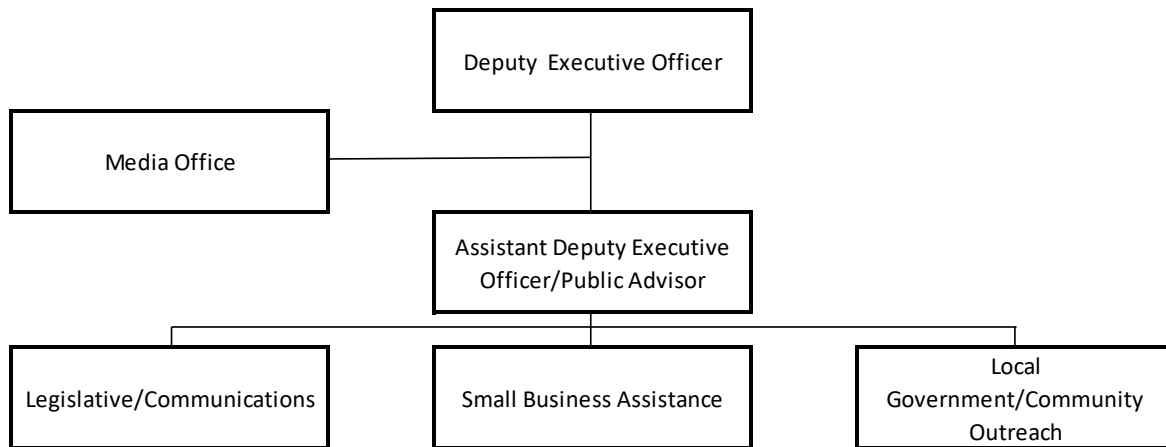 Deputy  Executive Officer
Media Office
Assistant Deputy Executive
Officer/Public Advisor
Legislative/Communications
Small Business Assistance
Local
Government/Community
Outreach